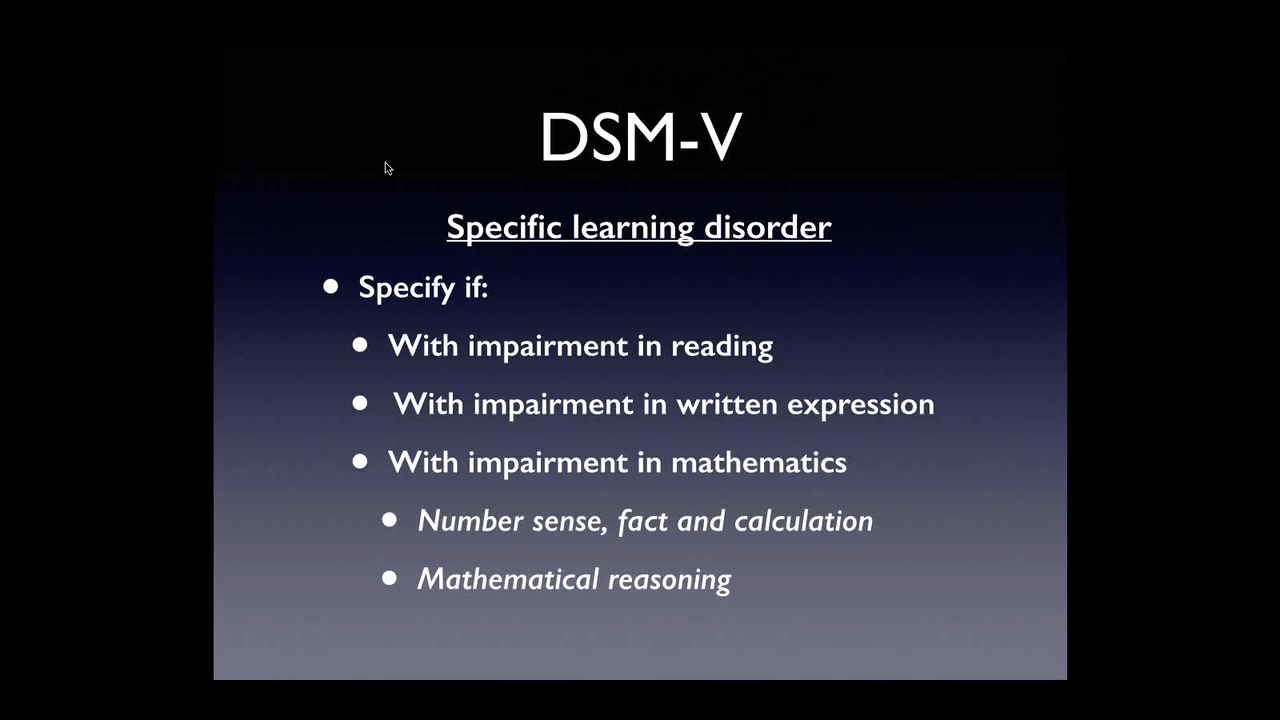 DSM-V
Specific learning disorder
• Specify if:
• With impairment in reading
• With impairment in written expression
• With impairment in mathematics
• Number sense, fact and calculation
• Mathematical reasoning